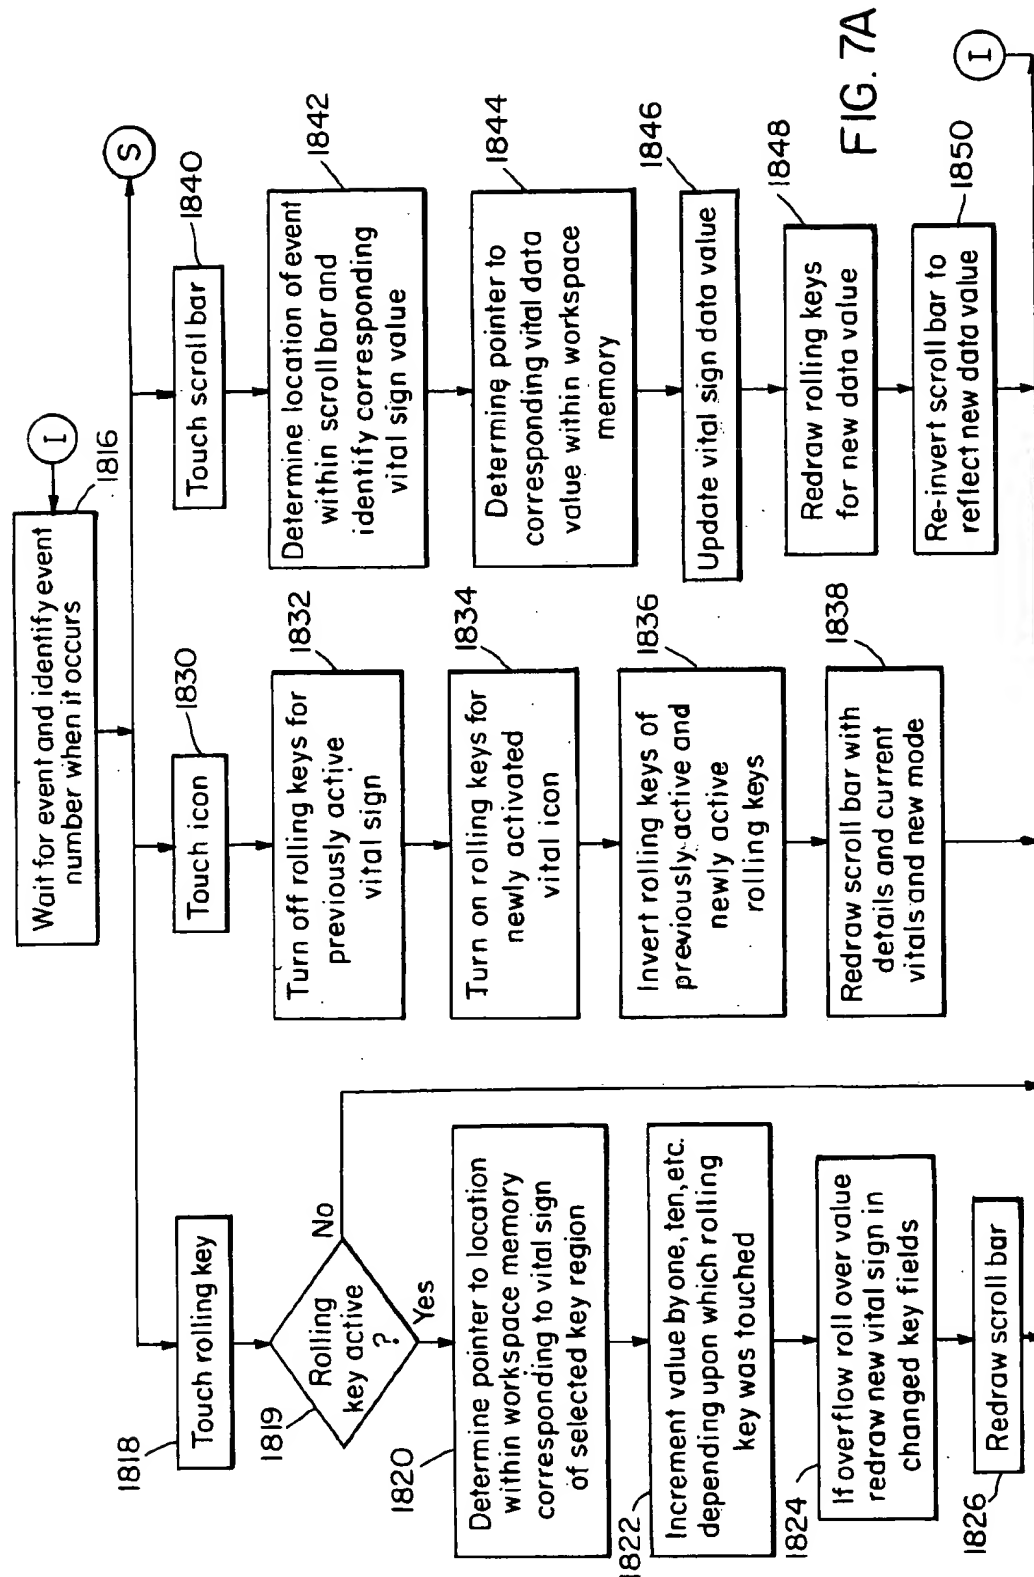 I
Wait for event and identify event
number when it occurs
1816
S
1818
Touch rolling key
1819
Rolling
key active
?
No
Yes
1820
Determine pointer to location
within workspace memory
corresponding to vital sign
of selected key region
1822
Increment value by one, ten, etc.
depending upon which rolling
key was touched
1824
If overflow roll over value
redraw new vital sign in
changed key fields
1826
Redraw scroll bar
1830
Touch icon
1832
Turn off rolling keys for
previously active
vital sign
1834
Turn on rolling keys for
newly activated
vital icon
1836
Invert rolling keys of
previously active and
newly active
rolling keys
1838
Redraw scroll bar with
details and current
vitals and new mode
1840
Touch scroll bar
1842
Determine location of event
within scroll bar and
identify corresponding
vital sign value
1844
Determine pointer to
corresponding vital data
value within workspace
memory
1846
Update vital sign data value
1848
Redraw rolling keys
for new data value
1850
Re-invert scroll bar to
reflect new data value
I
FIG. 7A